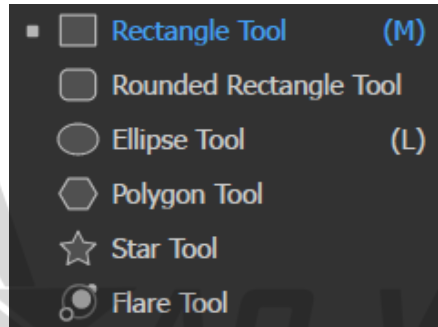 Rectangle Tool (M)
Rounded Rectangle Tool
Ellipse Tool (L)
Polygon Tool
Star Tool
Flare Tool